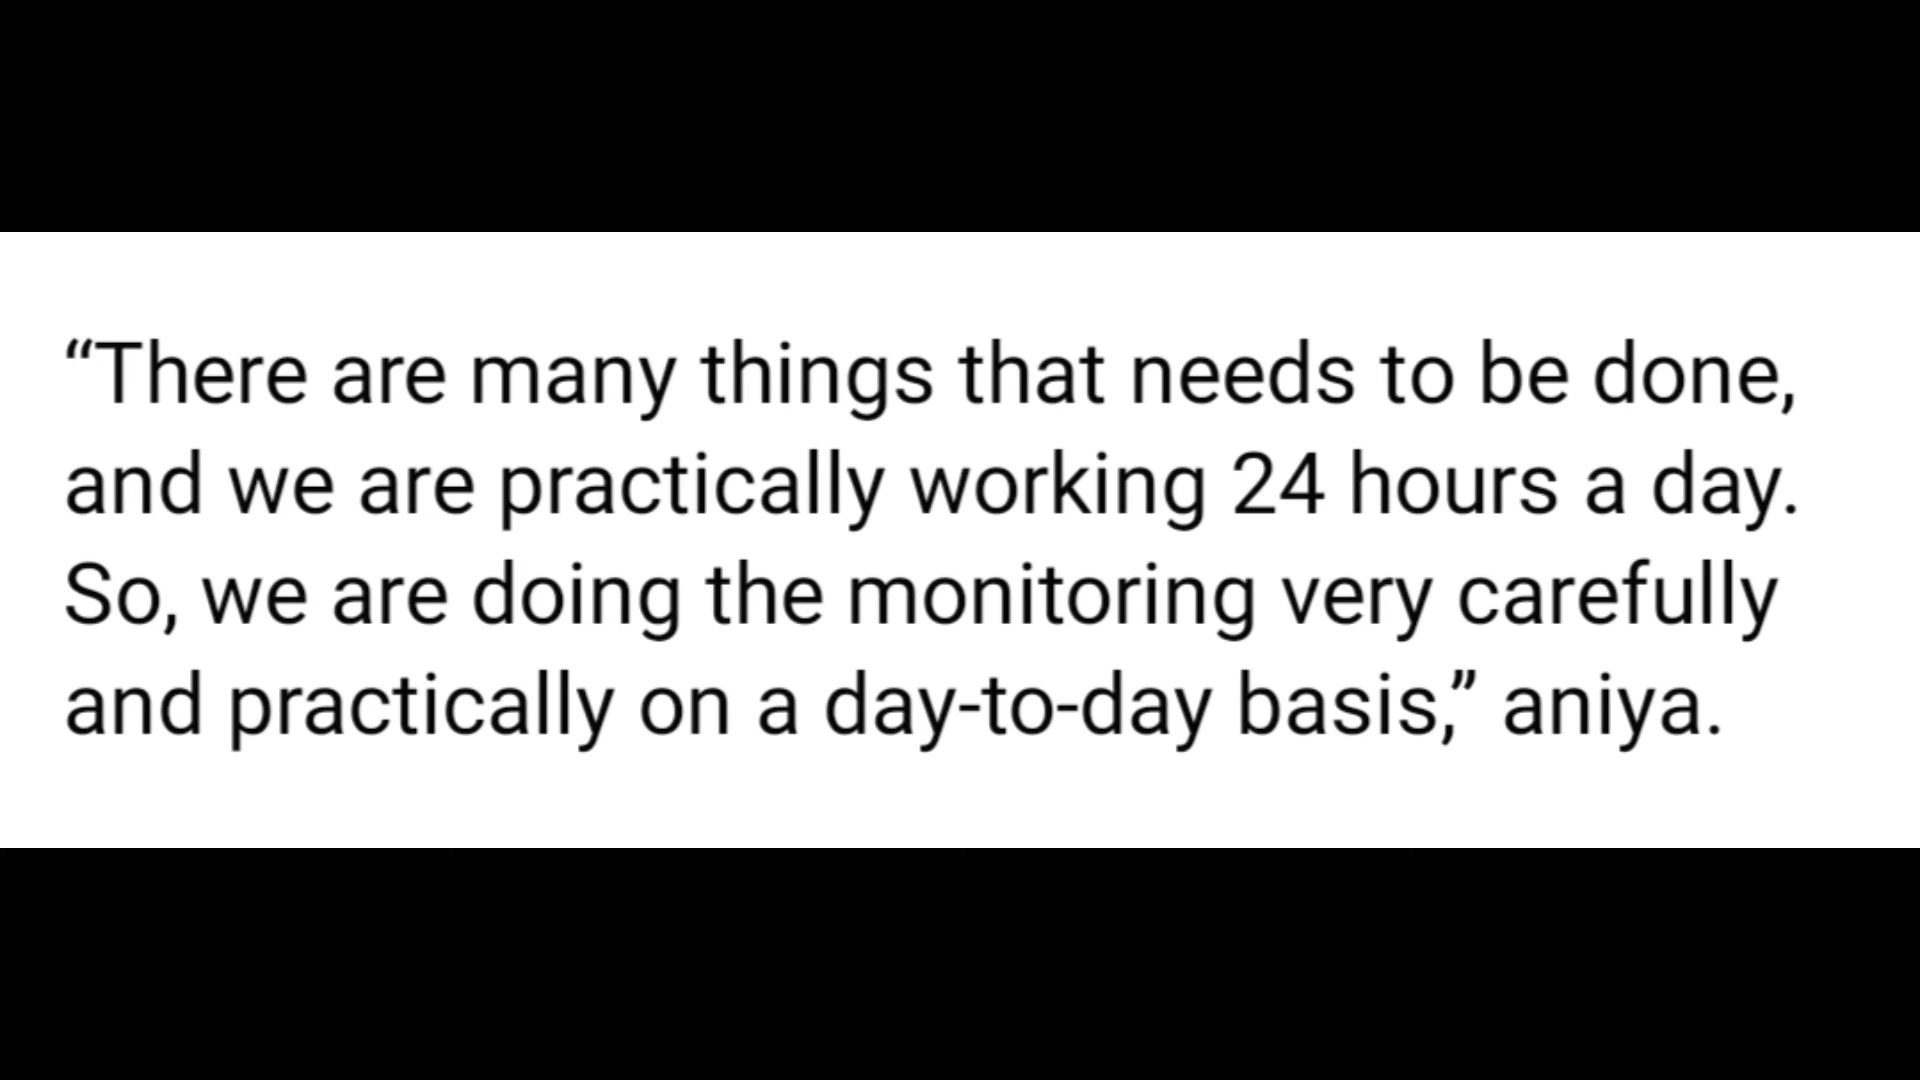 “There are many things that needs to be done,
and we are practically working 24 hours a day.
So, we are doing the monitoring very carefully
and practically on a day-to-day basis,” aniya.